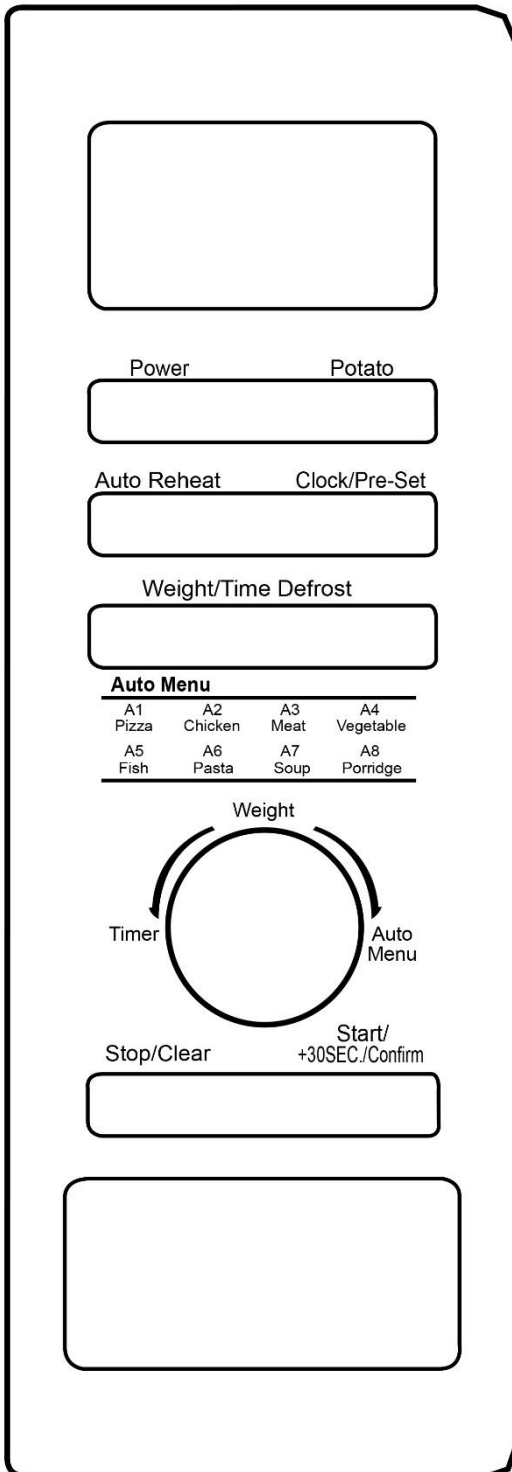 Power Potato
Auto Reheat Clock/Pre-Set
Weight/Time Defrost
Auto Menu
A1 A2 A3 A4
Pizza Chicken Meat Vegetable
A5 A6 A7 A8
Fish Pasta Soup Porridge
Weight
Timer
Auto
Menu
Stop/Clear
Start/
+30SEC./Confirm